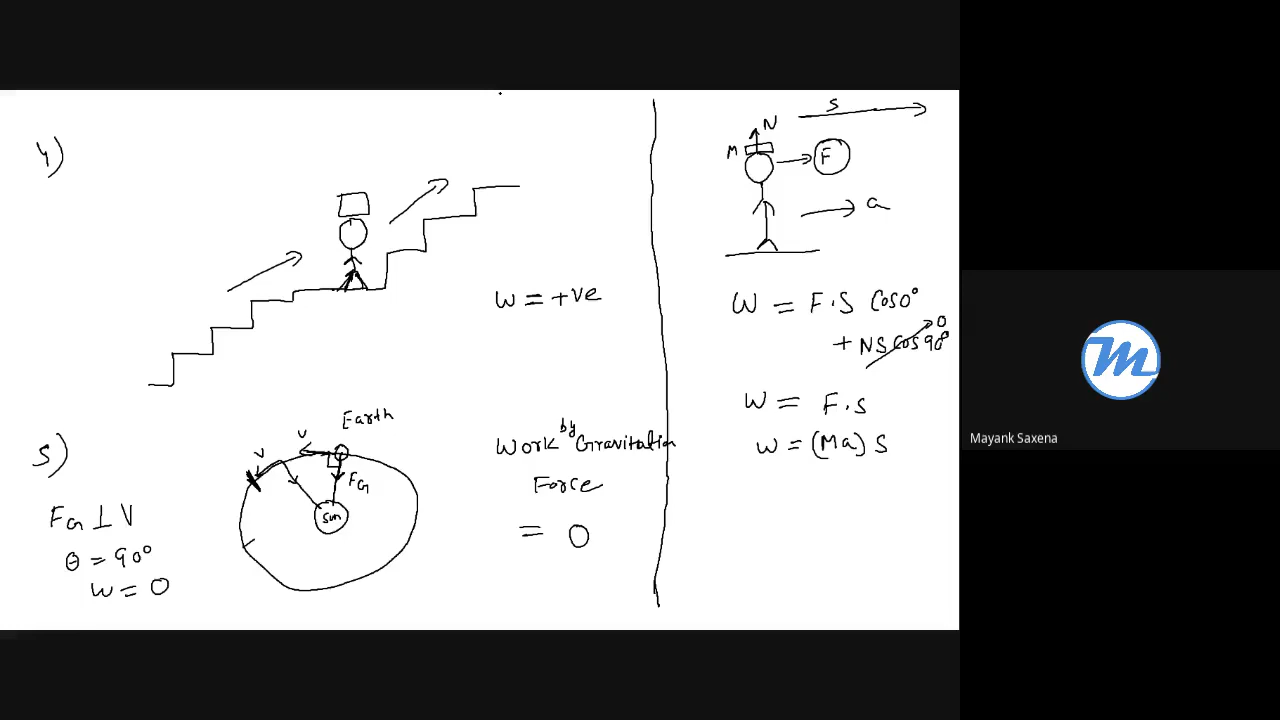 4)
W = +ve
5)
Earth
V
V
FG
Sun
FG ⊥ V
θ = 90°
W = 0
Work by Gravitation
Force
= 0
S
N
M
F
a
W = F.S Cos0°
+ NS Cos90° 0
W = F.S
W = (Ma) S
M
Mayank Saxena